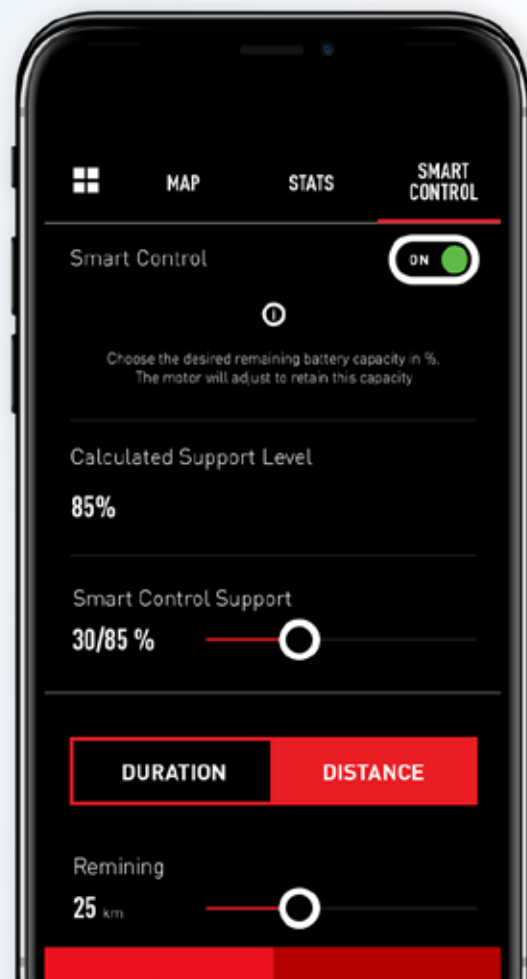 MAP
STATS
SMART
CONTROL
Smart Control
ON
Choose the desired remaining battery capacity in %.
The motor will adjust to retain this capacity
Calculated Support Level
85%
Smart Control Support
30/85 %
DURATION
DISTANCE
Remining
25 km